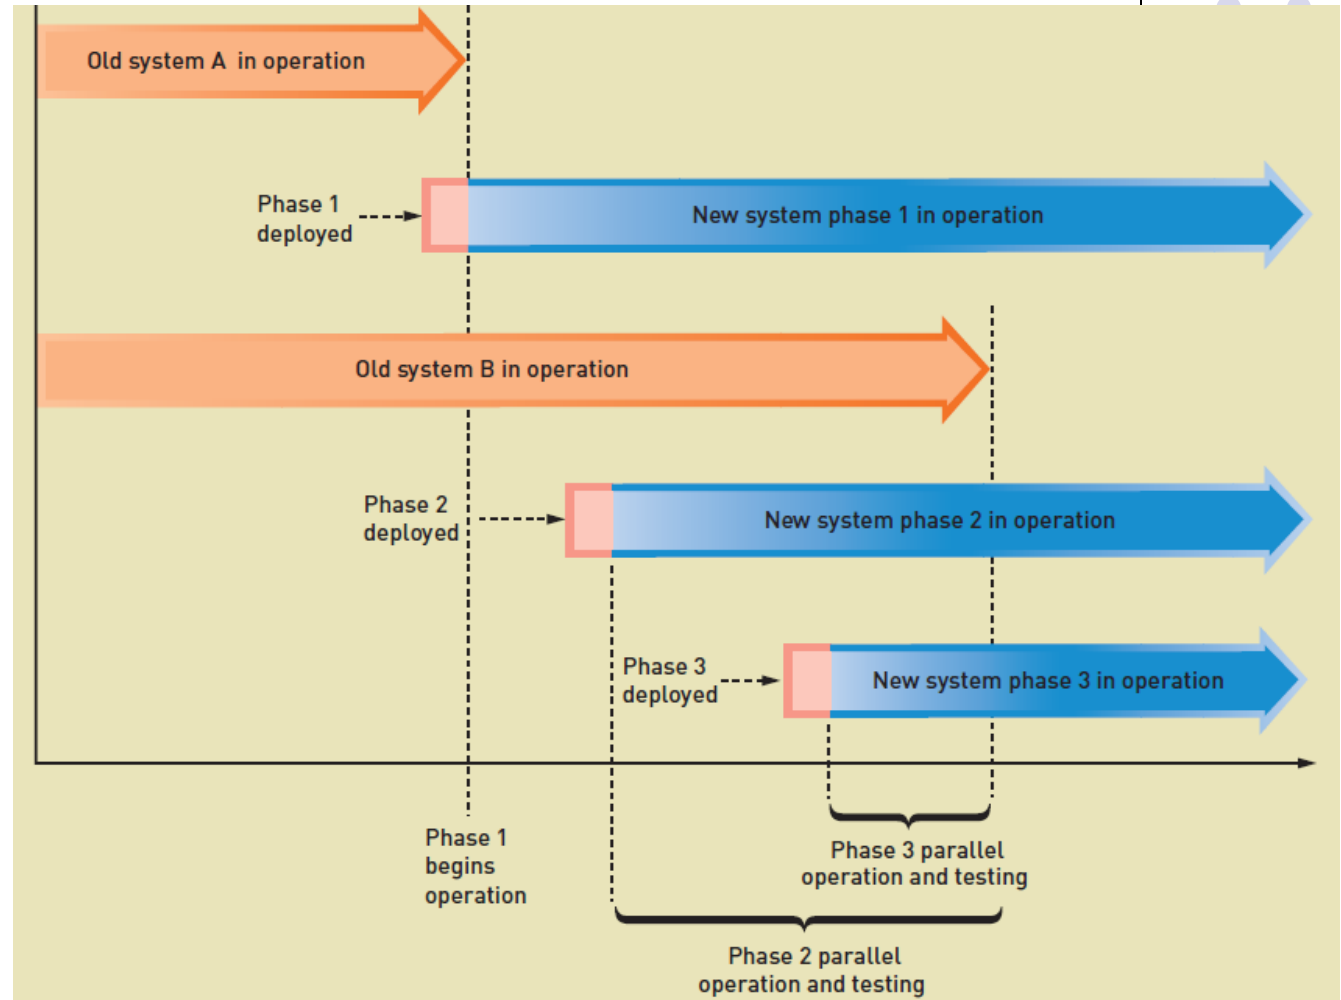 Old system A in operation
Phase 1
deployed
New system phase 1 in operation
Old system B in operation
Phase 2
deployed
New system phase 2 in operation
Phase 3
deployed
New system phase 3 in operation
Phase 1
begins
operation
Phase 3 parallel
operation and testing
Phase 2 parallel
operation and testing